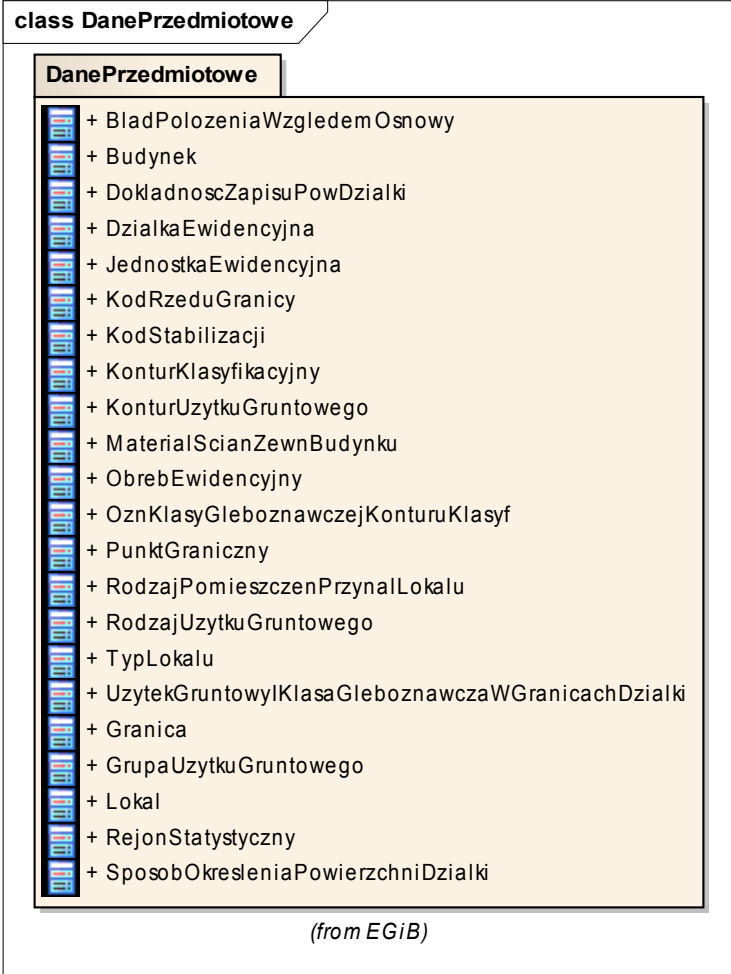 class DanePrzedmiotowe
DanePrzedmiotowe
+ BladPolozeniaWzgledemOsnowy
+ Budynek
+ DokladnoscZapisuPowDzialki
+ DzialkaEwidencyjna
+ JednostkaEwidencyjna
+ KodRzeduGranicy
+ KodStabilizacji
+ KonturKlasyfikacyjny
+ KonturUzytkuGruntowego
+ MaterialScianZewnBudynku
+ ObrebEwidencyjny
+ OznKlasyGleboznawczejKonturuKlasyf
+ PunktGraniczny
+ RodzajPomieszczenPrzynalLokalu
+ RodzajUzytkuGruntowego
+ TypLokalu
+ UzytekGruntowyIKlasaGleboznawczaWGranicachDzialki
+ Granica
+ GrupaUzytkuGruntowego
+ Lokal
+ RejonStatystyczny
+ SposobOkresleniaPowierzchniDzialki
(from EGiB)